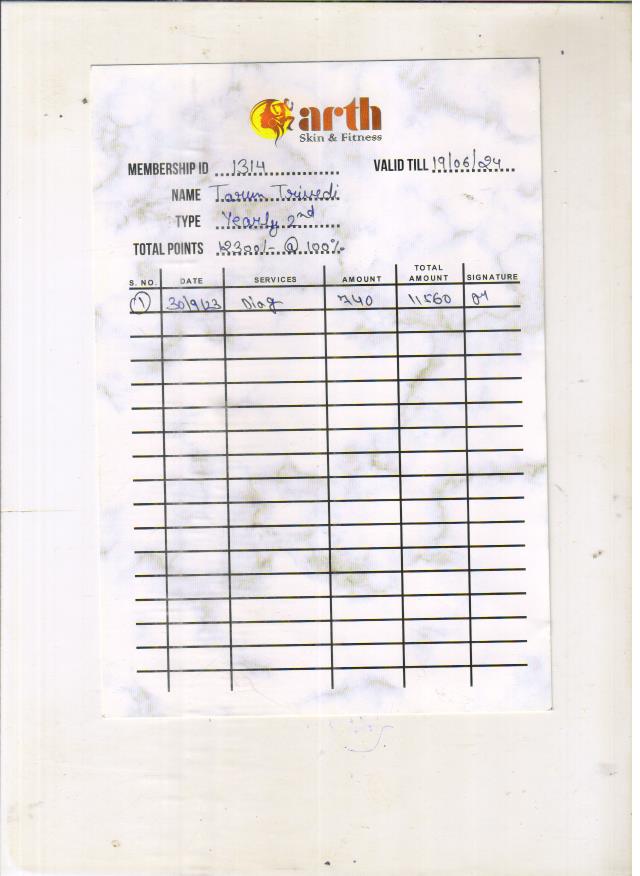 arth
Skin & Fitness
MEMBERSHIP ID 1314 VALID TILL 19/06/24
NAME Tarun Trivedi
TYPE Yearly 2nd
TOTAL POINTS 12300/- @ 100%
S. NO. DATE SERVICES AMOUNT TOTAL AMOUNT SIGNATURE
1 30/9/23 Diag 740 11560